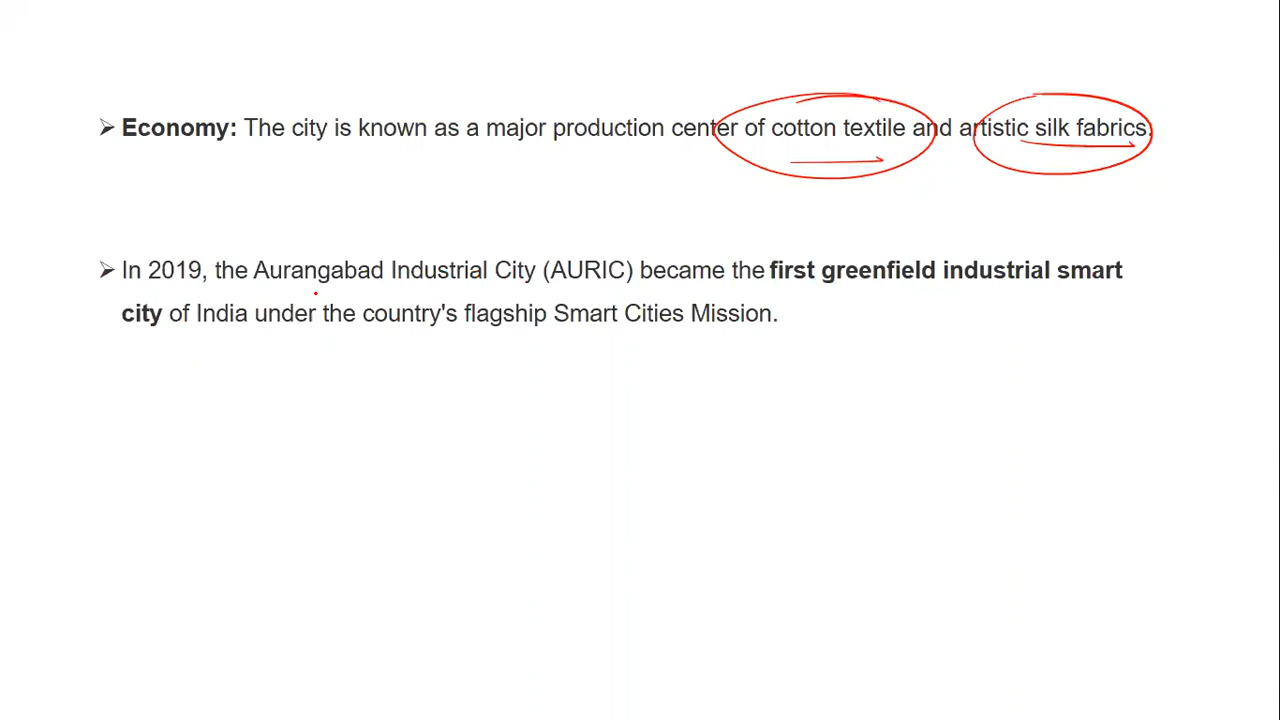 ➢ Economy: The city is known as a major production center of cotton textile and artistic silk fabrics.
➢ In 2019, the Aurangabad Industrial City (AURIC) became the first greenfield industrial smart
city of India under the country's flagship Smart Cities Mission.